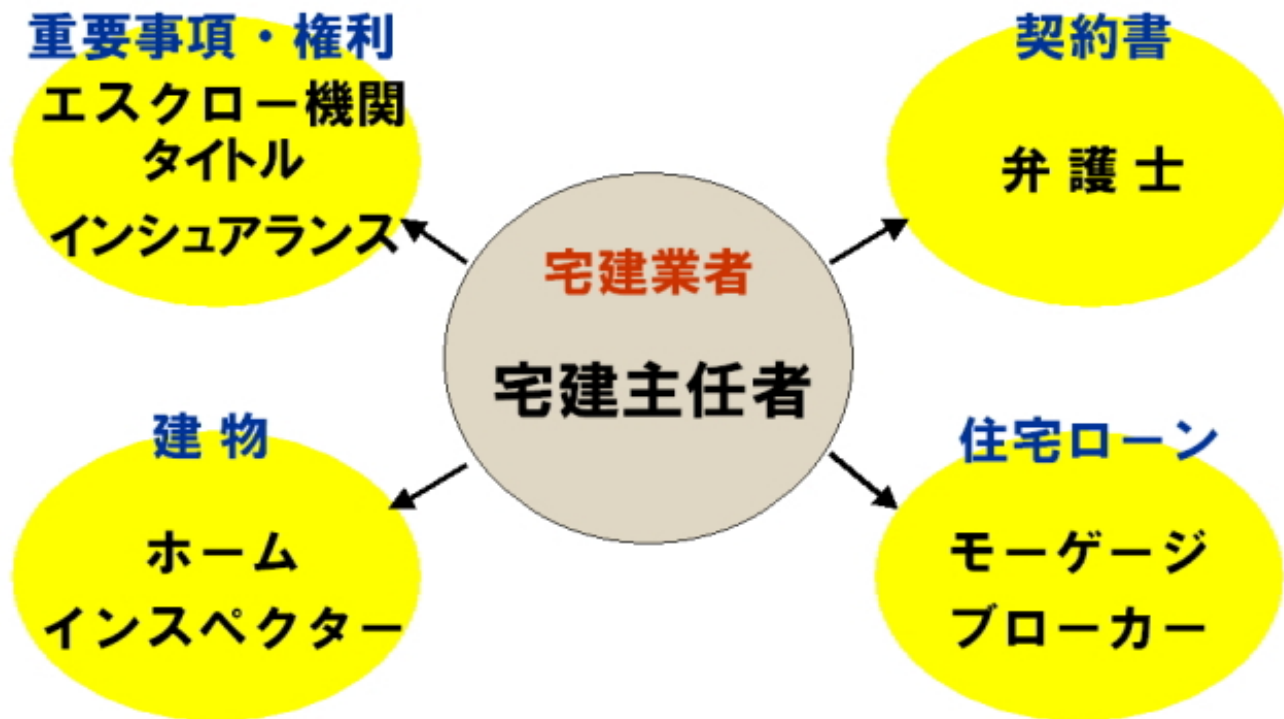 重要事項・権利
エスクロー機関
タイトル
インシュアランス
契約書
弁 護 士
宅建業者
宅建主任者
建 物
ホーム
インスペクター
住宅ローン
モーゲージ
ブローカー